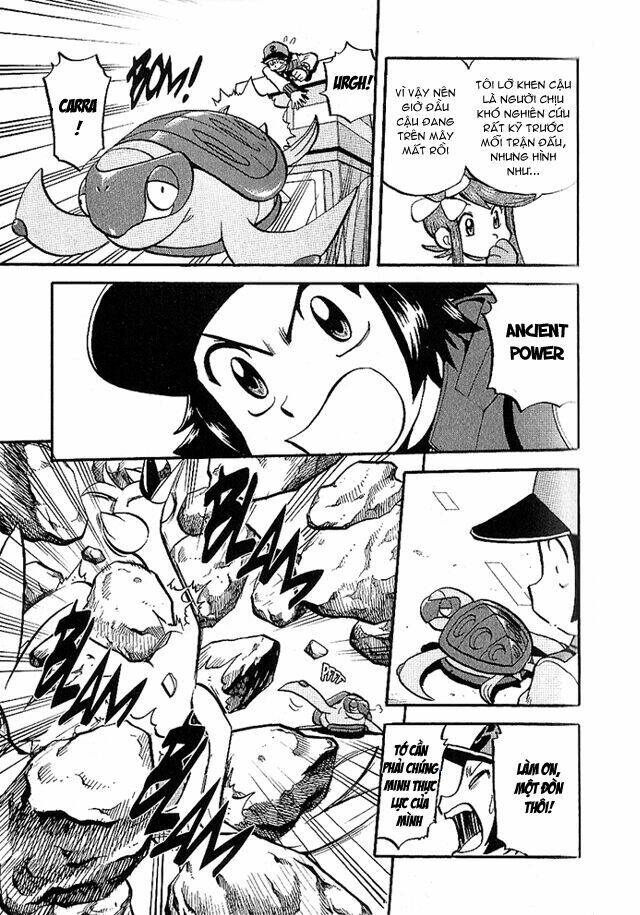 TÔI LỠ KHEN CẬU
LÀ NGƯỜI CHỊU
KHÓ NGHIÊN CỨU
RẤT KỸ TRƯỚC
MỖI TRẬN ĐẤU,
NHƯNG HÌNH
NHƯ...
VÌ VẬY NÊN
GIỜ ĐẦU
CẬU ĐANG
TRÊN MÂY
MẤT RỒI
URGH!
BOM!
CARRA
!
ANCIENT
POWER
BLAM
BLAM
BLAM
PFFT
LÀM ƠN,
MỘT ĐÒN
THÔI!
TỚ CẦN
PHẢI CHỨNG
MINH THỰC
LỰC CỦA
MÌNH